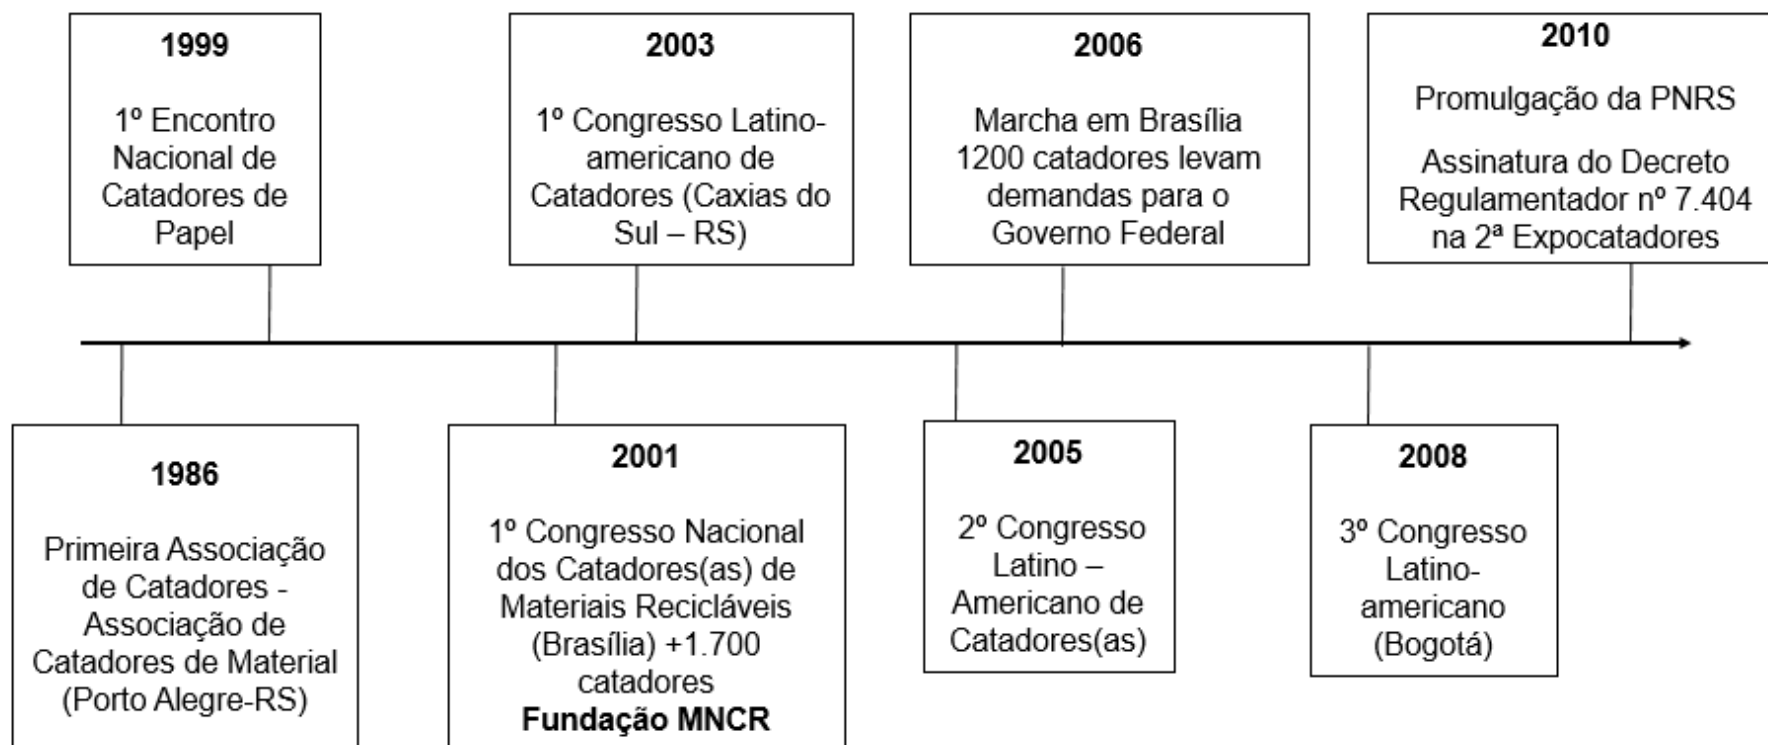 1999
1º Encontro
Nacional de
Catadores de
Papel
2003
1º Congresso Latino-
americano de
Catadores (Caxias do
Sul – RS)
2006
Marcha em Brasília
1200 catadores levam
demandas para o
Governo Federal
2010
Promulgação da PNRS
Assinatura do Decreto
Regulamentador nº 7.404
na 2ª Expocatadores
1986
Primeira Associação
de Catadores -
Associação de
Catadores de Material
(Porto Alegre-RS)
2001
1º Congresso Nacional
dos Catadores(as) de
Materiais Recicláveis
(Brasília) +1.700
catadores
Fundação MNCR
2005
2º Congresso
Latino –
Americano de
Catadores(as)
2008
3º Congresso
Latino-
americano
(Bogotá)